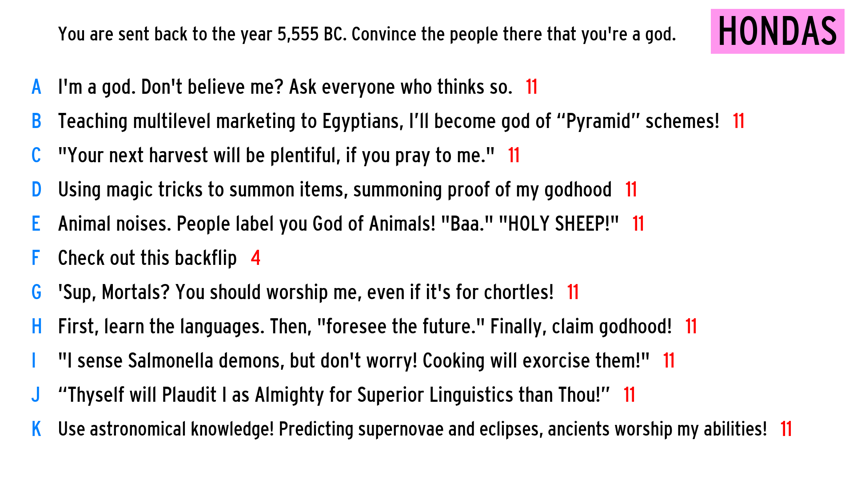 You are sent back to the year 5,555 BC. Convince the people there that you're a god.
HONDAS
A I'm a god. Don't believe me? Ask everyone who thinks so. 11
B Teaching multilevel marketing to Egyptians, I’ll become god of “Pyramid” schemes! 11
C "Your next harvest will be plentiful, if you pray to me." 11
D Using magic tricks to summon items, summoning proof of my godhood 11
E Animal noises. People label you God of Animals! "Baa." "HOLY SHEEP!" 11
F Check out this backflip 4
G 'Sup, Mortals? You should worship me, even if it's for chortles! 11
H First, learn the languages. Then, "foresee the future." Finally, claim godhood! 11
I "I sense Salmonella demons, but don't worry! Cooking will exorcise them!" 11
J “Thyself will Plaudit I as Almighty for Superior Linguistics than Thou!” 11
K Use astronomical knowledge! Predicting supernovae and eclipses, ancients worship my abilities! 11